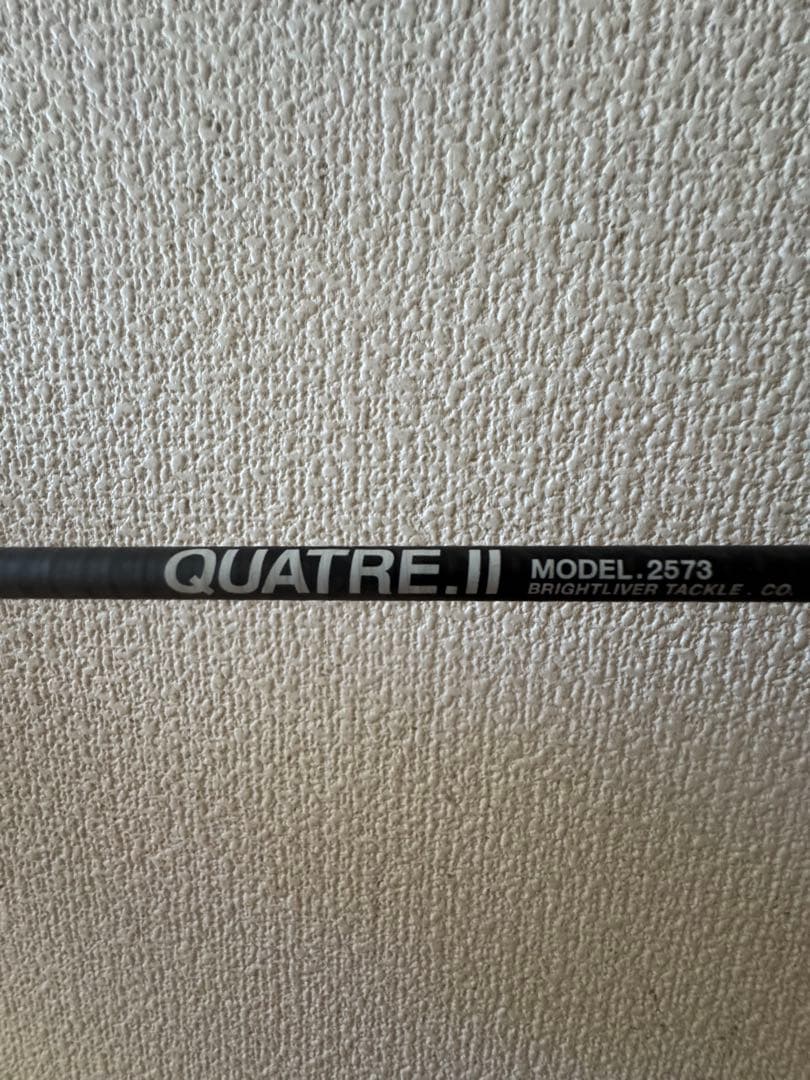 QUATRE.II
MODEL.2573
BRIGHTLIVER TACKLE . CO.